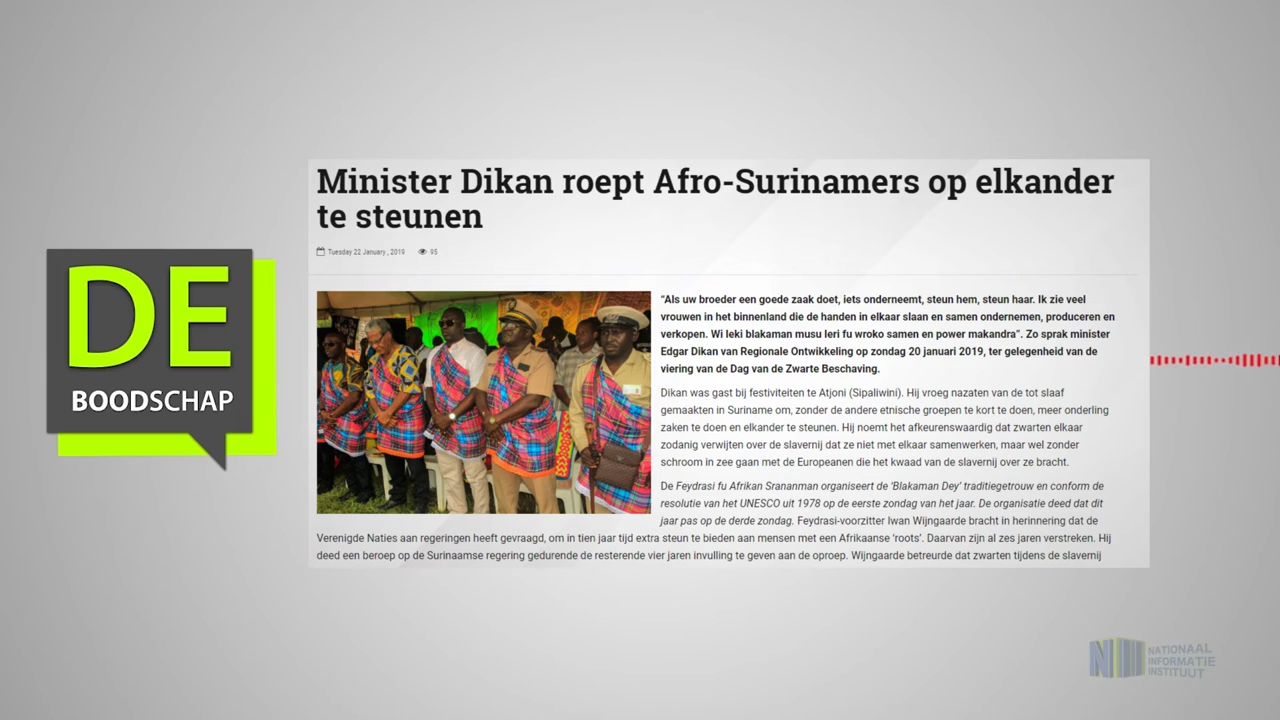 DE
BOODSCHAP
Minister Dikan roept Afro-Surinamers op elkander
te steunen
Tuesday 22 January , 2019 95
“Als uw broeder een goede zaak doet, iets onderneemt, steun hem, steun haar. Ik zie veel
vrouwen in het binnenland die de handen in elkaar slaan en samen ondernemen, produceren en
verkopen. Wi leki blakaman musu leri fu wroko samen en power makandra”. Zo sprak minister
Edgar Dikan van Regionale Ontwikkeling op zondag 20 januari 2019, ter gelegenheid van de
viering van de Dag van de Zwarte Beschaving.
Dikan was gast bij festiviteiten te Atjoni (Sipaliwini). Hij vroeg nazaten van de tot slaaf
gemaakten in Suriname om, zonder de andere etnische groepen te kort te doen, meer onderling
zaken te doen en elkander te steunen. Hij noemt het afkeurenswaardig dat zwarten elkaar
zodanig verwijten over de slavernij dat ze niet met elkaar samenwerken, maar wel zonder
schroom in zee gaan met de Europeanen die het kwaad van de slavernij over ze bracht.
De Feydrasi fu Afrikan Srananman organiseert de ‘Blakaman Dey’ traditiegetrouw en conform de
resolutie van het UNESCO uit 1978 op de eerste zondag van het jaar. De organisatie deed dat dit
jaar pas op de derde zondag. Feydrasi-voorzitter Iwan Wijngaarde bracht in herinnering dat de
Verenigde Naties aan regeringen heeft gevraagd, om in tien jaar tijd extra steun te bieden aan mensen met een Afrikaanse ‘roots’. Daarvan zijn al zes jaren verstreken. Hij
deed een beroep op de Surinaamse regering gedurende de resterende vier jaren invulling te geven aan de oproep. Wijngaarde betreurde dat zwarten tijdens de slavernij
NII
NATIONAAL
INFORMATIE
INSTITUUT